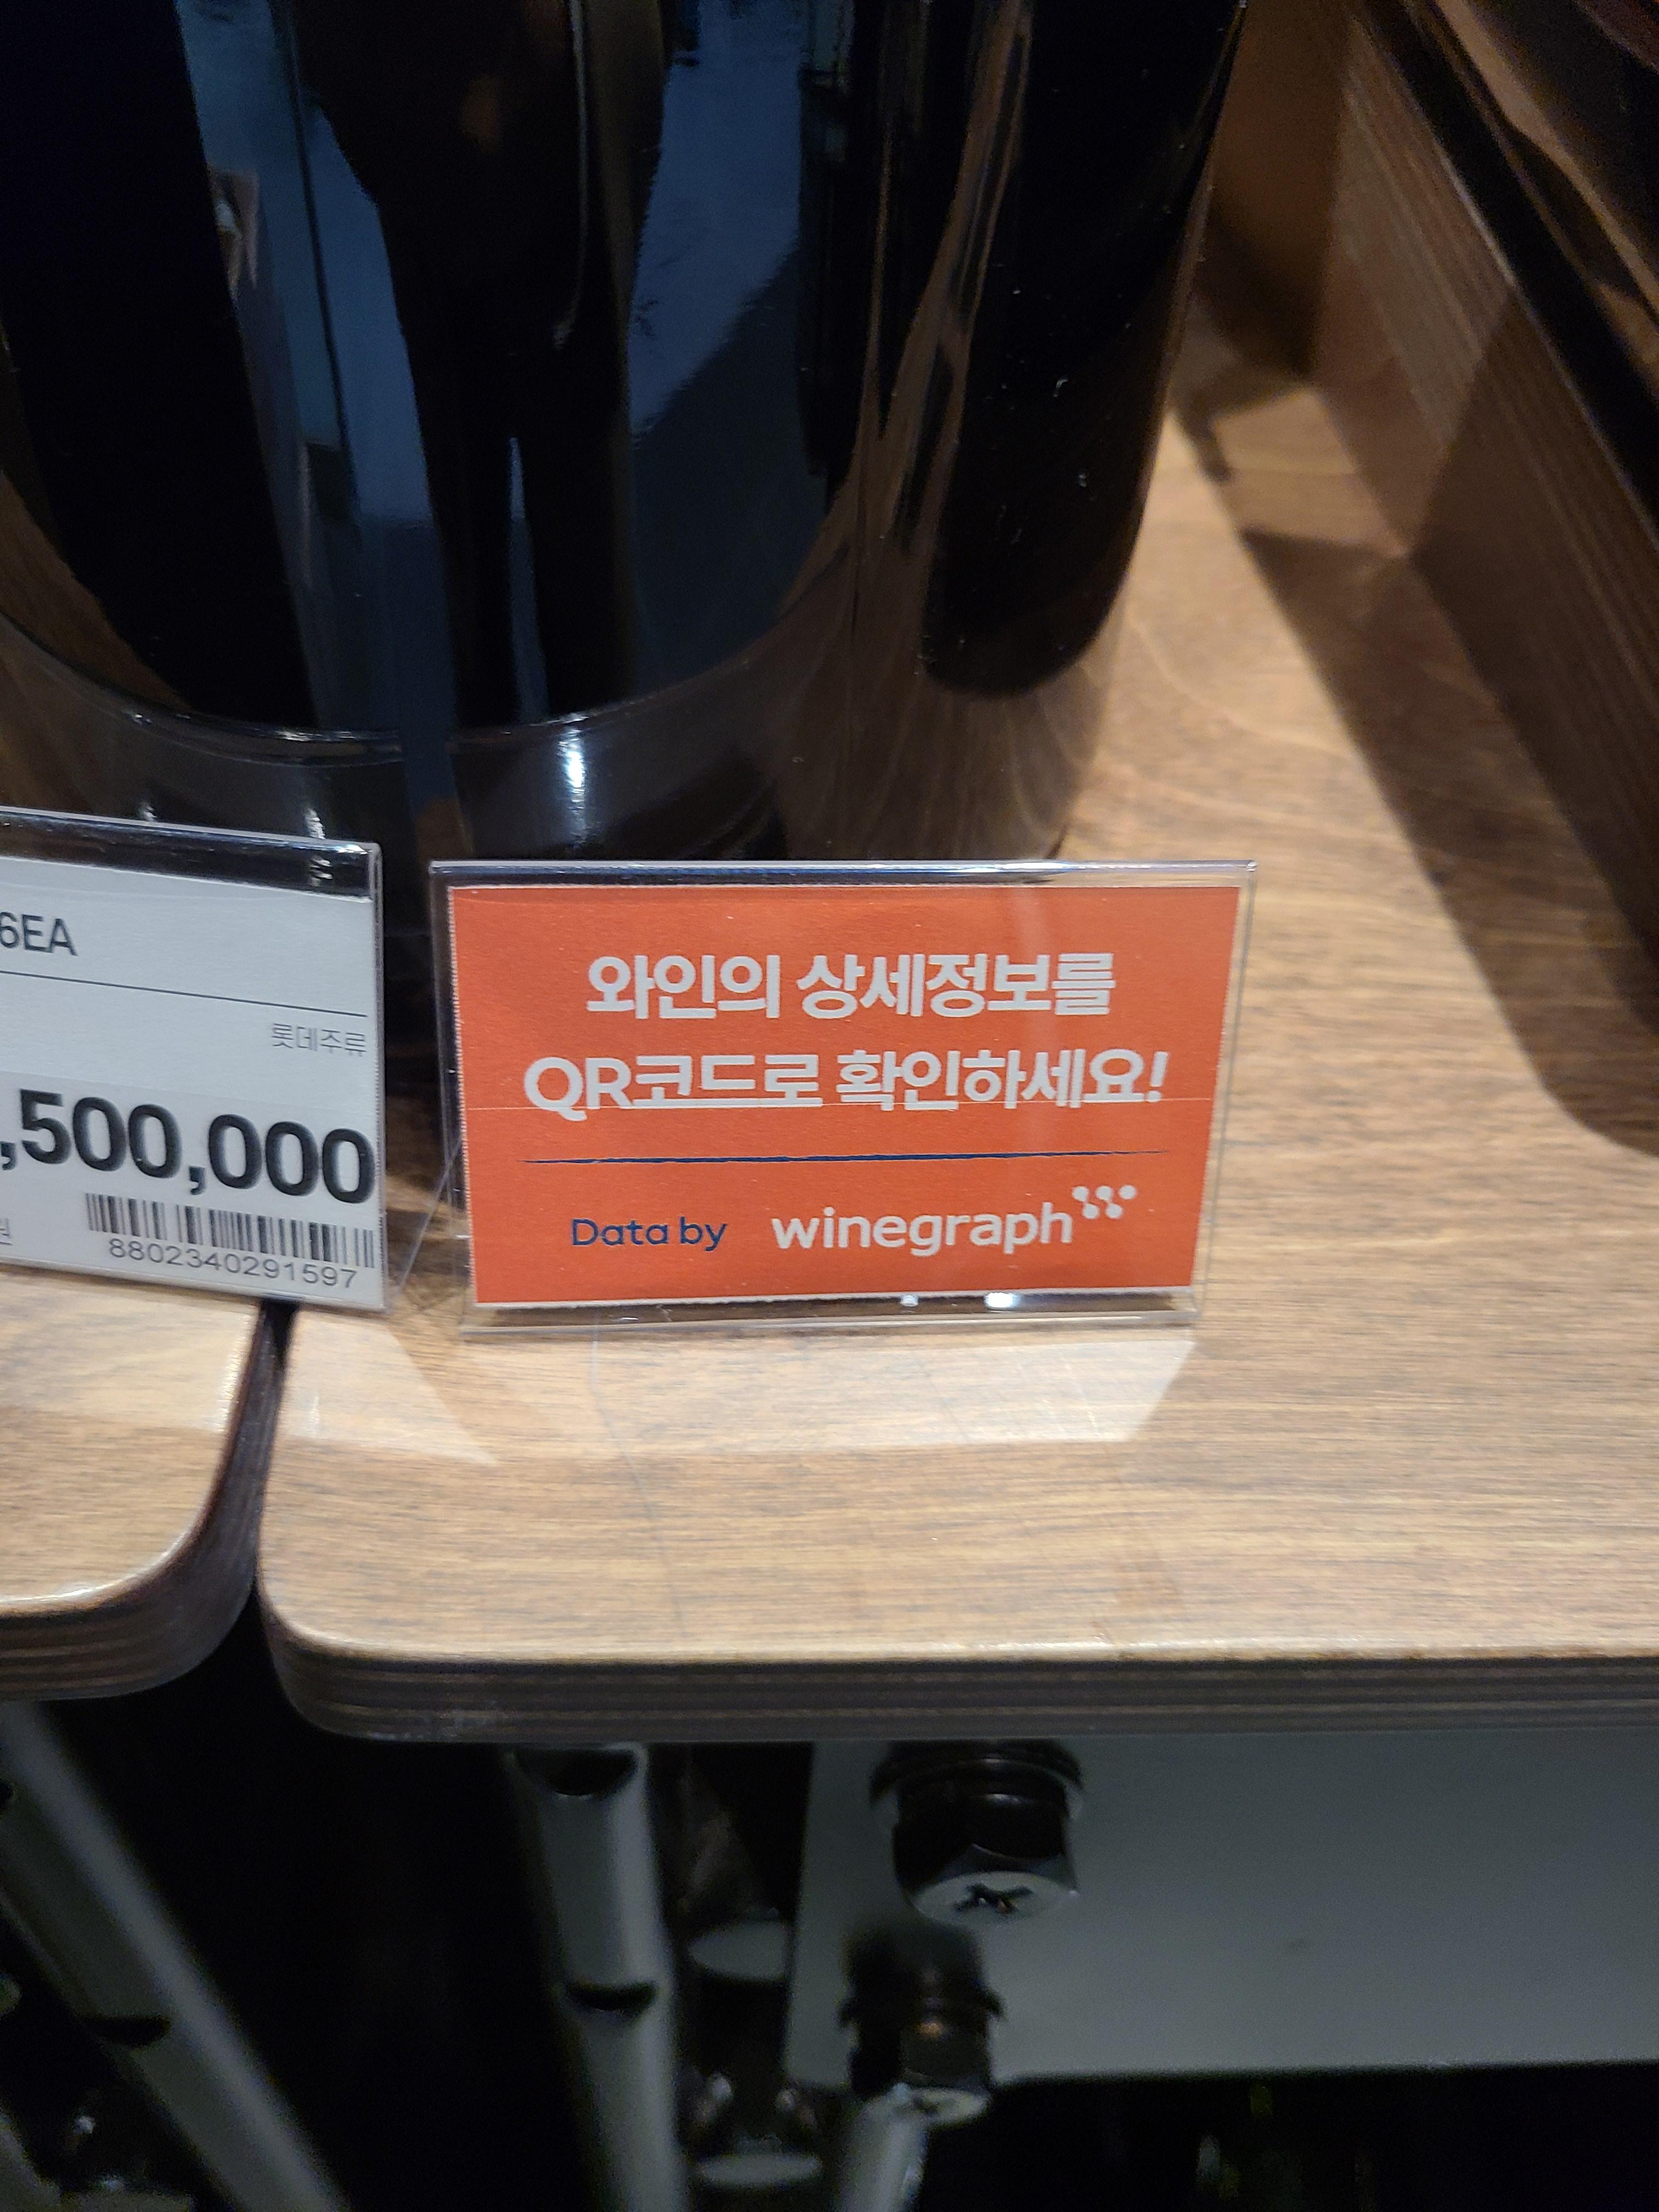 6EA
롯데주류
,500,000
원
8802340291597
와인의 상세정보를
QR코드로 확인하세요!
Data by winegraph